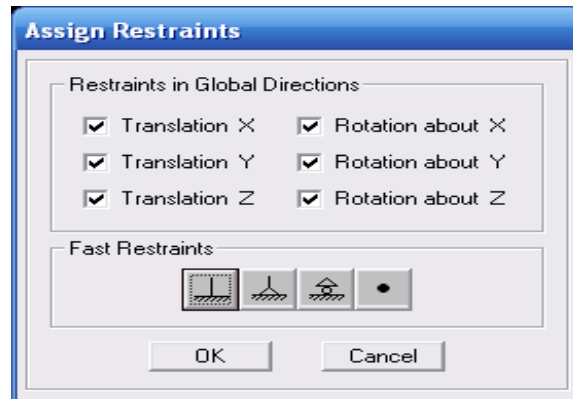 Assign Restraints
Restraints in Global Directions
Translation X Rotation about X
Translation Y Rotation about Y
Translation Z Rotation about Z
Fast Restraints
OK Cancel